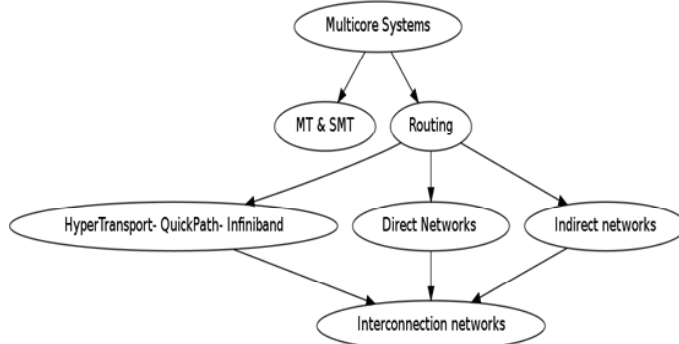 Multicore Systems
MT & SMT
Routing
HyperTransport- QuickPath- Infiniband
Direct Networks
Indirect networks
Interconnection networks